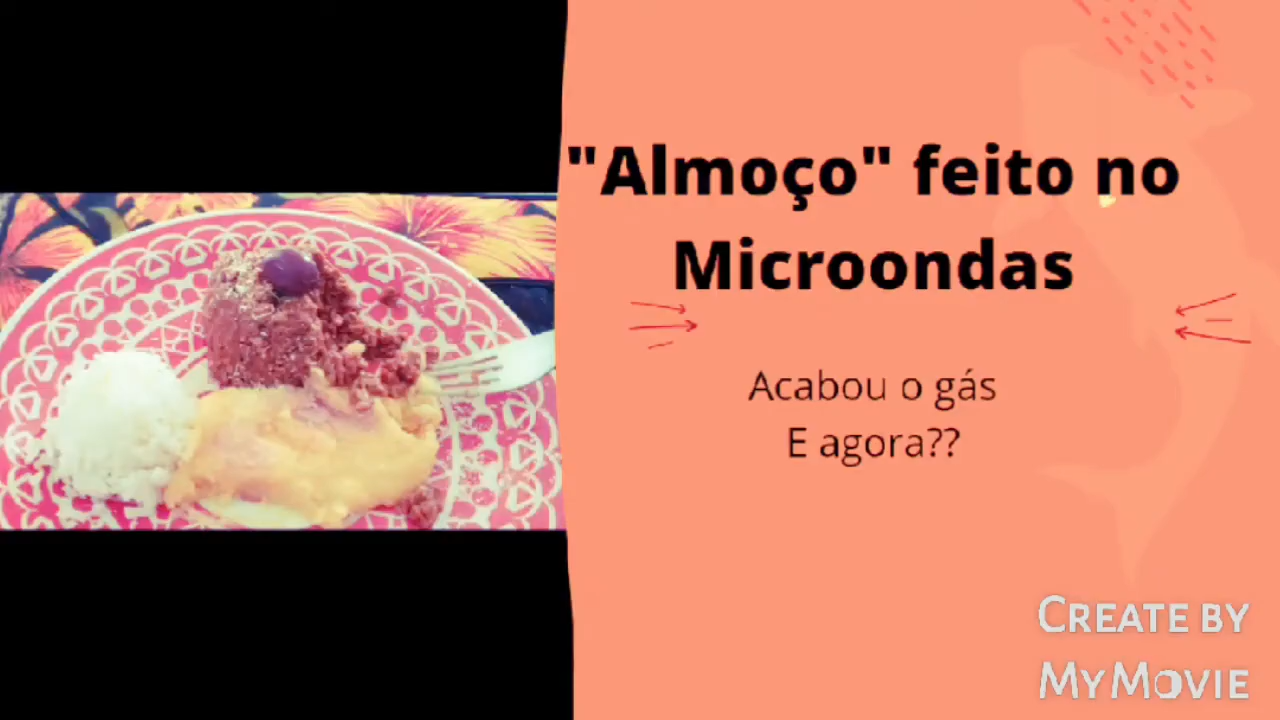 "Almoço" feito no
Microondas
Acabou o gás
E agora??
CREATE BY
MYMOVIE